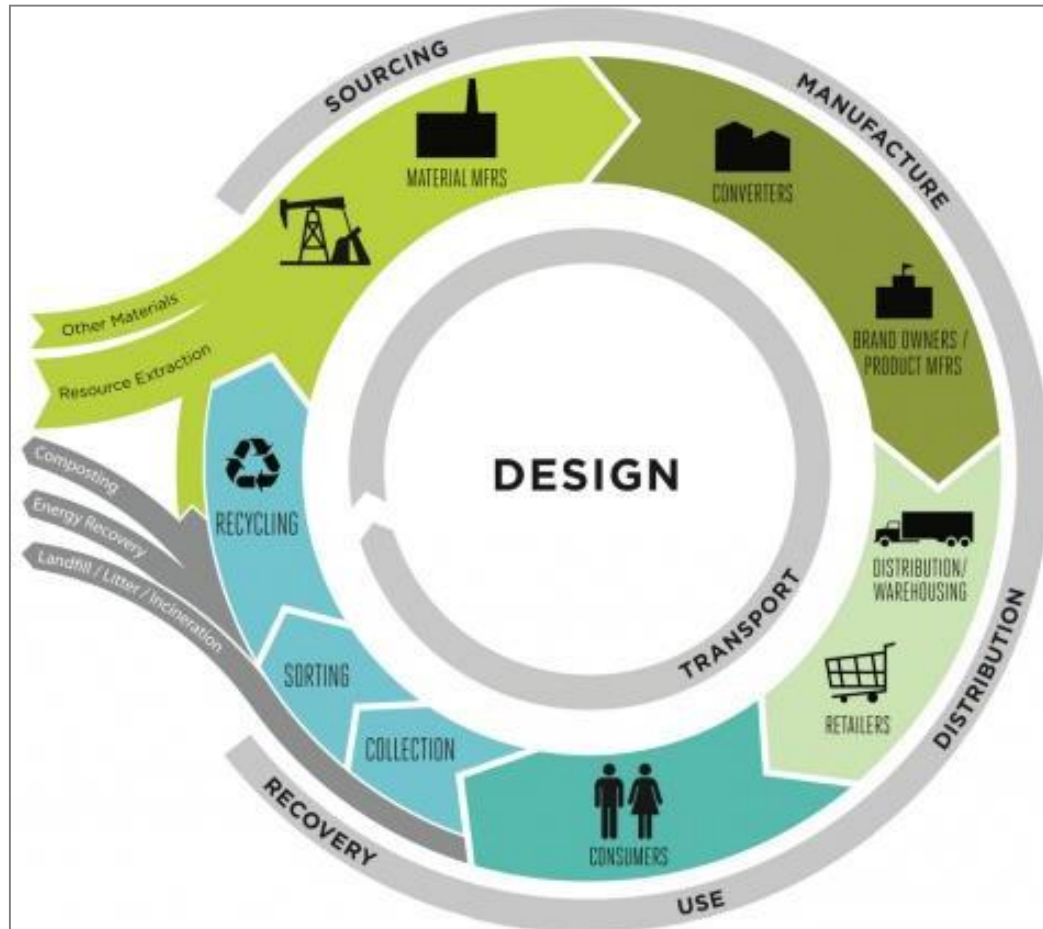 SOURCING
MANUFACTURE
MATERIAL MFRS
CONVERTERS
Other Materials
Resource Extraction
BRAND OWNERS /
PRODUCT MFRS
Composting
Energy Recovery
Landfill / Litter / Incineration
RECYCLING
DESIGN
DISTRIBUTION/
WAREHOUSING
TRANSPORT
DISTRIBUTION
SORTING
RETAILERS
COLLECTION
RECOVERY
CONSUMERS
USE